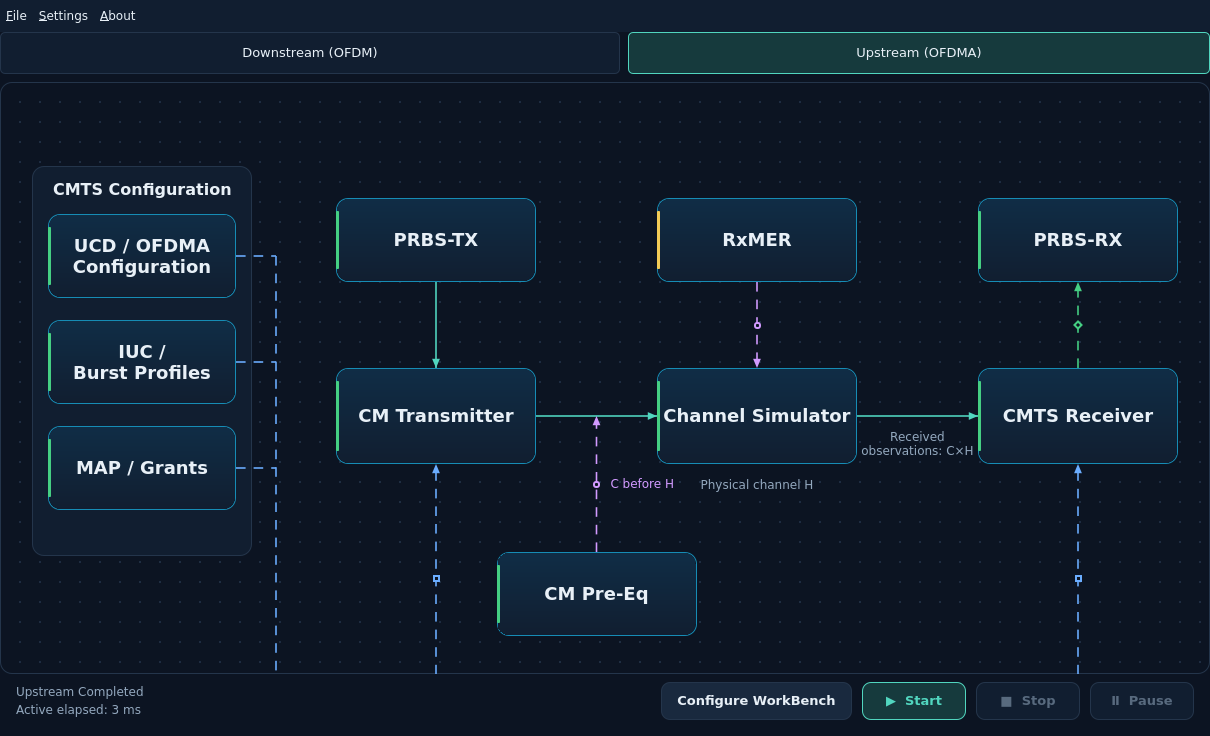 File Settings About
Downstream (OFDM)
Upstream (OFDMA)
CMTS Configuration
UCD / OFDMA
Configuration
IUC /
Burst Profiles
MAP / Grants
PRBS-TX
RxMER
PRBS-RX
CM Transmitter
Channel Simulator
CMTS Receiver
Received
observations: C×H
C before H
Physical channel H
CM Pre-Eq
Upstream Completed
Active elapsed: 3 ms
Configure WorkBench
Start
Stop
Pause